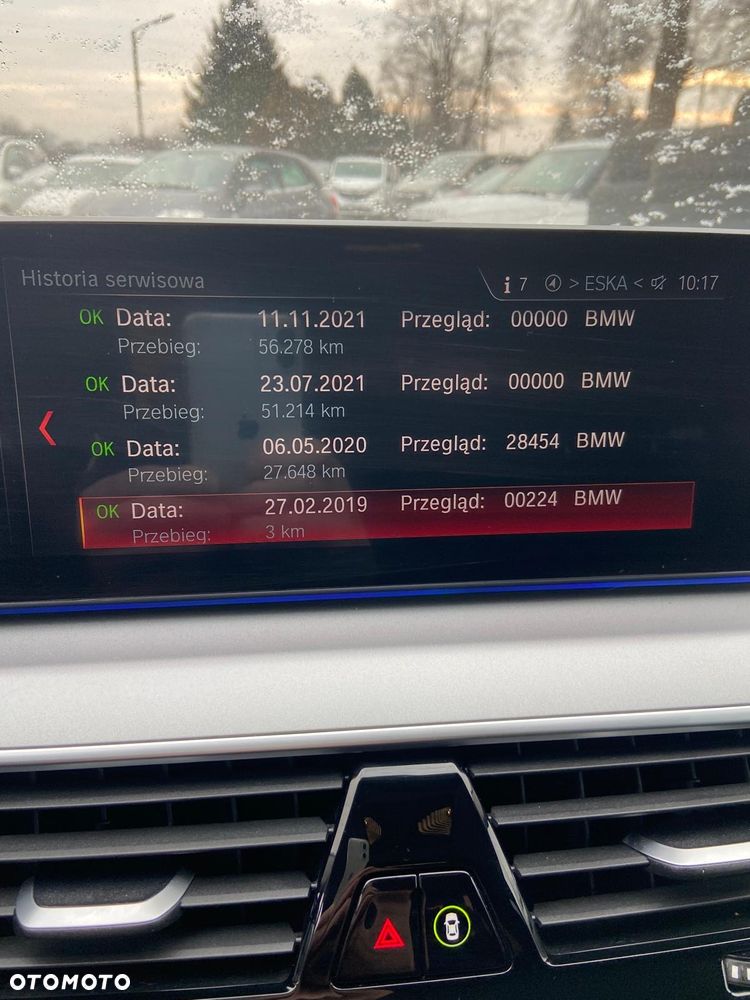 Historia serwisowa
i 7 > ESKA < 10:17
OK Data: 11.11.2021 Przegląd: 00000 BMW
Przebieg: 56.278 km
OK Data: 23.07.2021 Przegląd: 00000 BMW
Przebieg: 51.214 km
OK Data: 06.05.2020 Przegląd: 28454 BMW
Przebieg: 27.648 km
OK Data: 27.02.2019 Przegląd: 00224 BMW
Przebieg: 3 km
OTOMOTO